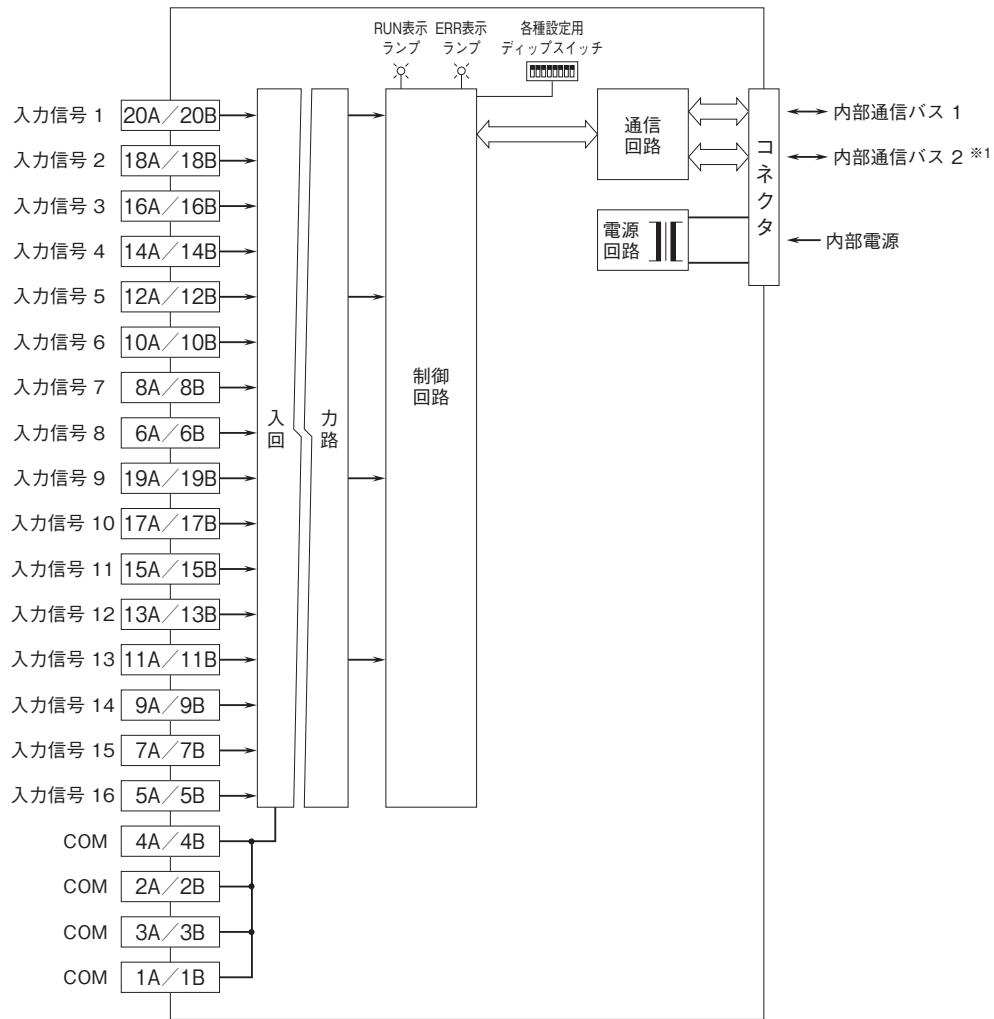 RUN表示
ランプ
ERR表示
ランプ
各種設定用
ディップスイッチ
入力信号 1 20A／20B
入力信号 2 18A／18B
入力信号 3 16A／16B
入力信号 4 14A／14B
入力信号 5 12A／12B
入力信号 6 10A／10B
入力信号 7 8A／8B
入力信号 8 6A／6B
入力信号 9 19A／19B
入力信号 10 17A／17B
入力信号 11 15A／15B
入力信号 12 13A／13B
入力信号 13 11A／11B
入力信号 14 9A／9B
入力信号 15 7A／7B
入力信号 16 5A／5B
COM 4A／4B
COM 2A／2B
COM 3A／3B
COM 1A／1B
入 力
回 路
制御
回路
通信
回路
電源
回路
コネクタ
内部通信バス 1
内部通信バス 2 ※1
内部電源